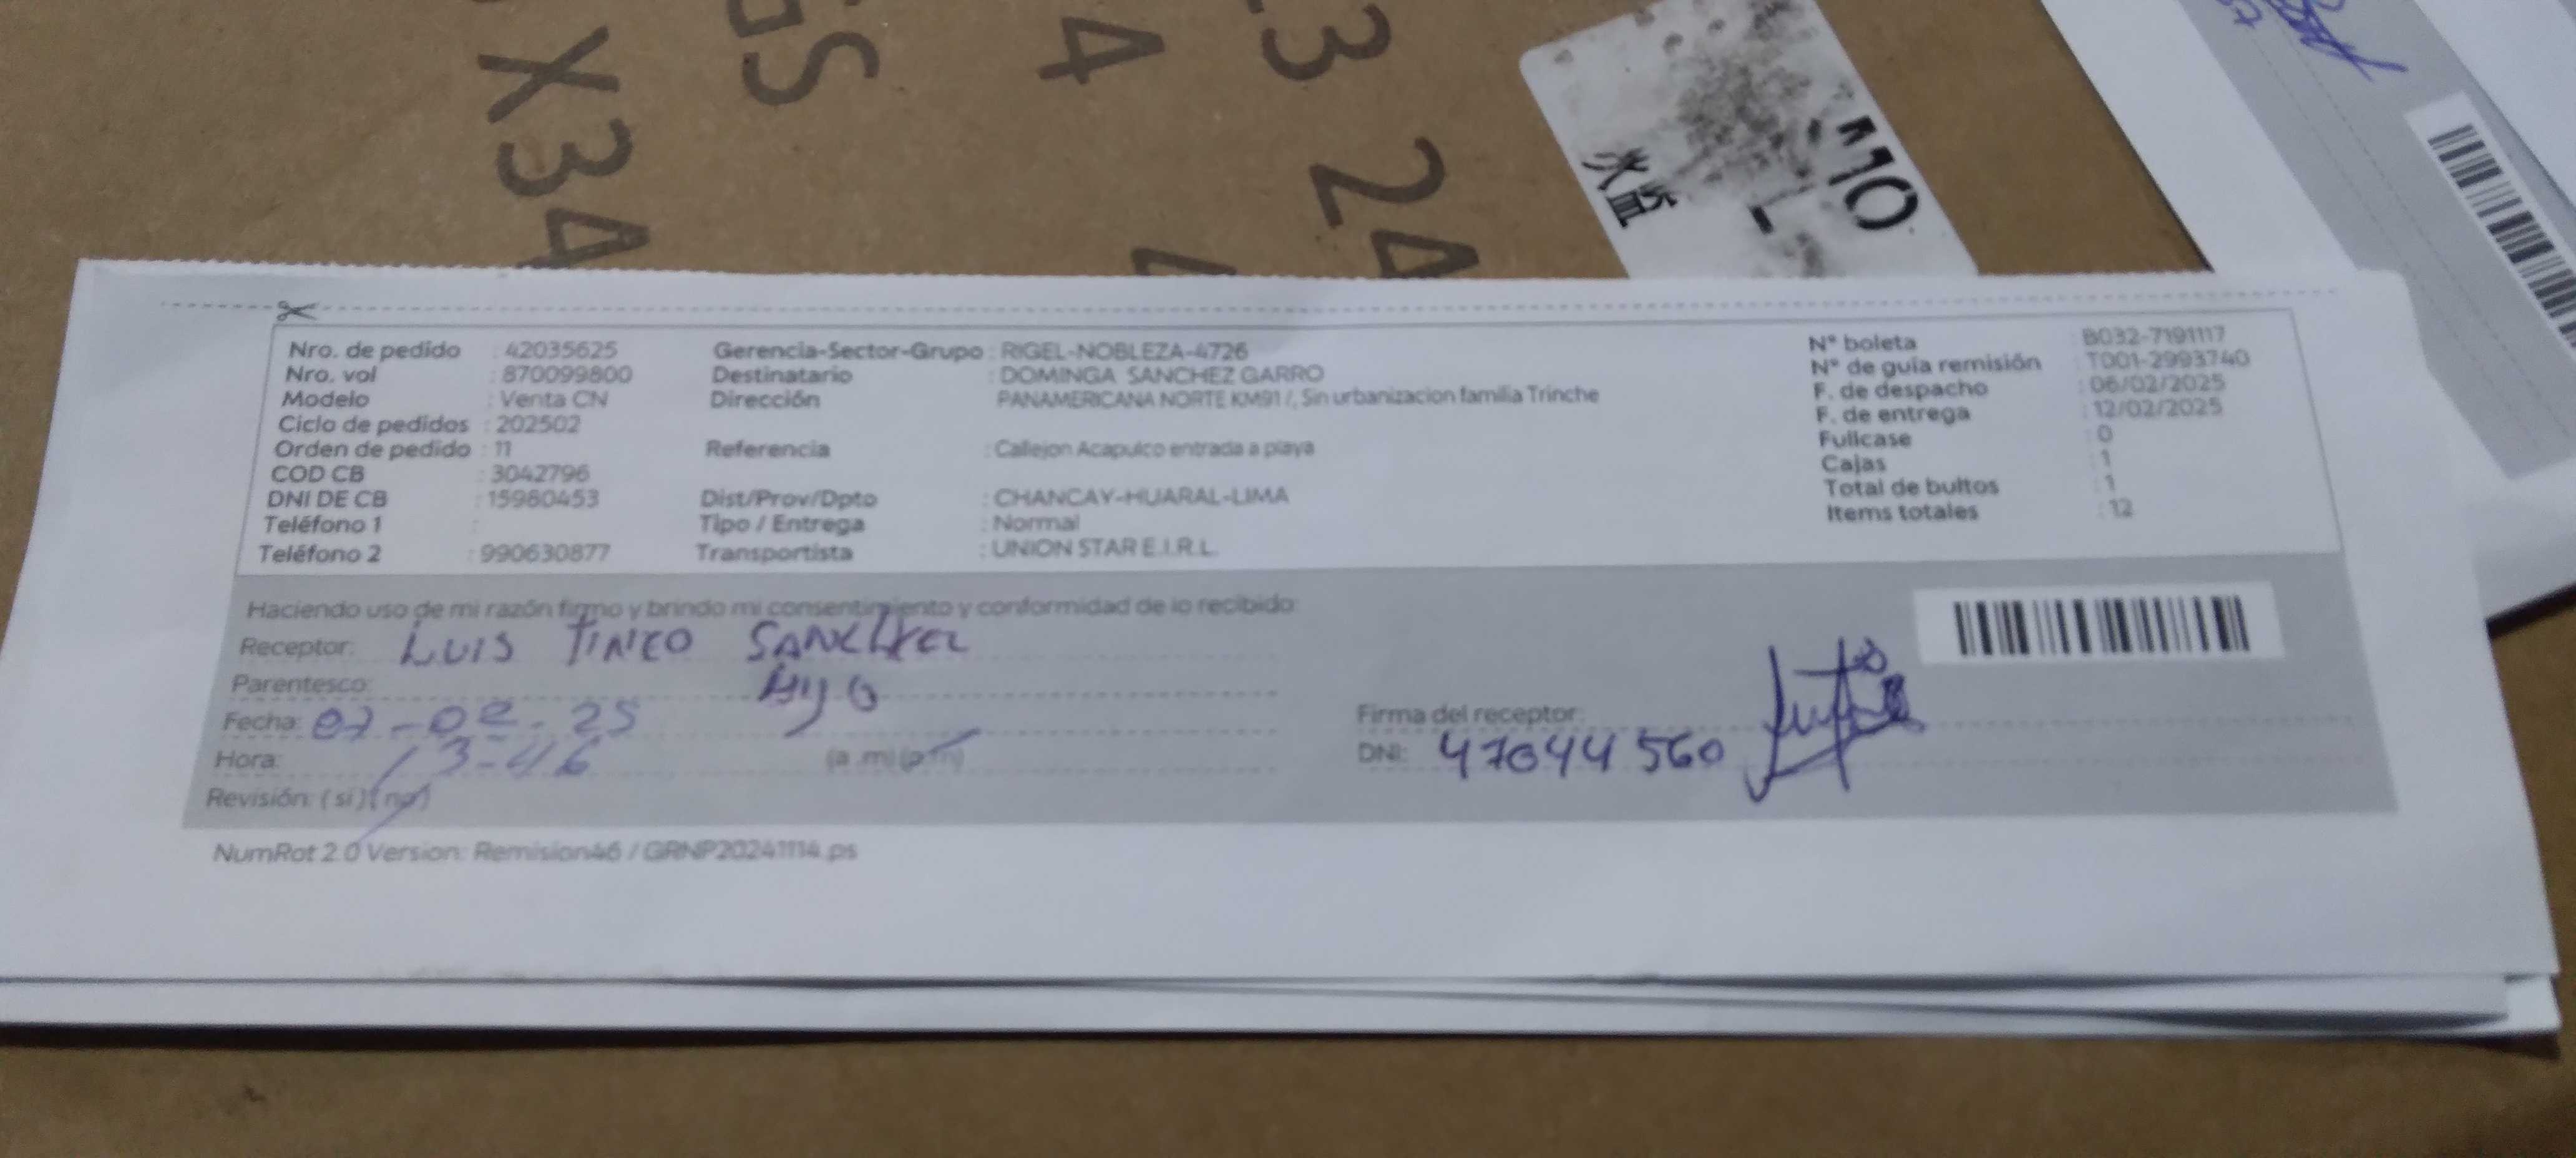 X34
GS
4
3 24
"10
Nro. de pedido : 42035625
Nro. vol : 870099800
Modelo : Venta CN
Ciclo de pedidos : 202502
Orden de pedido : 11
COD CB : 3042796
DNI DE CB : 15980453
Teléfono 1 :
Teléfono 2 : 990630877
Gerencia-Sector-Grupo : RIGEL-NOBLEZA-4726
Destinatario : DOMINGA SANCHEZ GARRO
Dirección PANAMERICANA NORTE KM91 /, Sin urbanizacion familia Trinche
Referencia : Callejon Acapulco entrada a playa
Dist/Prov/Dpto : CHANCAY-HUARAL-LIMA
Tipo / Entrega : Normal
Transportista : UNION STAR E.I.R.L.
N° boleta : B032-7191117
N° de guía remisión : T001-2993740
F. de despacho : 06/02/2025
F. de entrega : 12/02/2025
Fullcase : 0
Cajas : 1
Total de bultos : 1
Items totales : 12
Haciendo uso de mi razón firmo y brindo mi consentimiento y conformidad de lo recibido:
Receptor: LUIS TINEO SANCHEZ
Parentesco: HIJO
Fecha: 07-02-25
Hora: 13-46 (a.m) (p.m)
Revisión: (si) (no)
Firma del receptor:
DNI: 47044560
NumRot 2.0 Version: Remision46 / GRNP20241114.ps